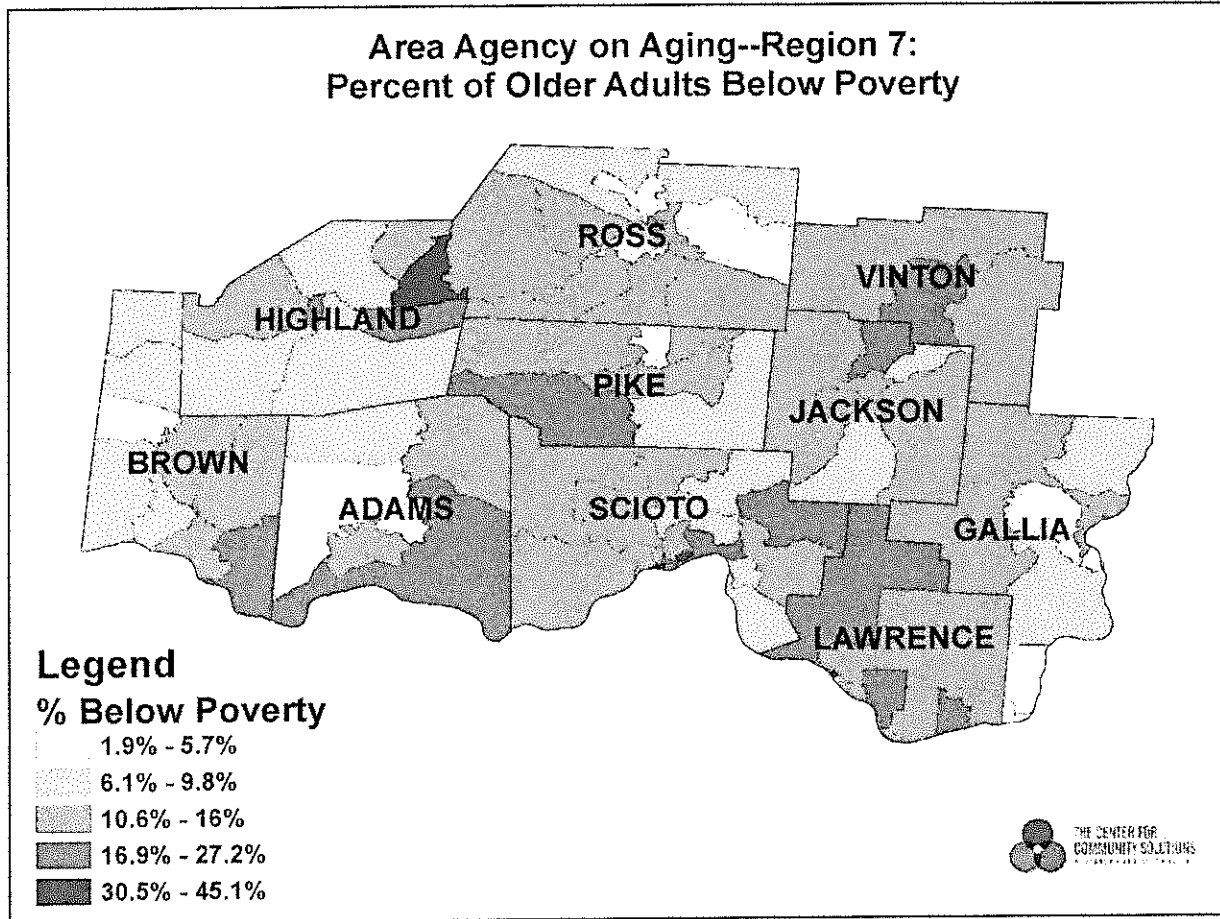 Area Agency on Aging--Region 7:
Percent of Older Adults Below Poverty
ROSS
VINTON
HIGHLAND
PIKE
JACKSON
BROWN
ADAMS
SCIOTO
GALLIA
LAWRENCE
Legend
% Below Poverty
1.9% - 5.7%
6.1% - 9.8%
10.6% - 16%
16.9% - 27.2%
30.5% - 45.1%
THE CENTER FOR
COMMUNITY SOLUTIONS